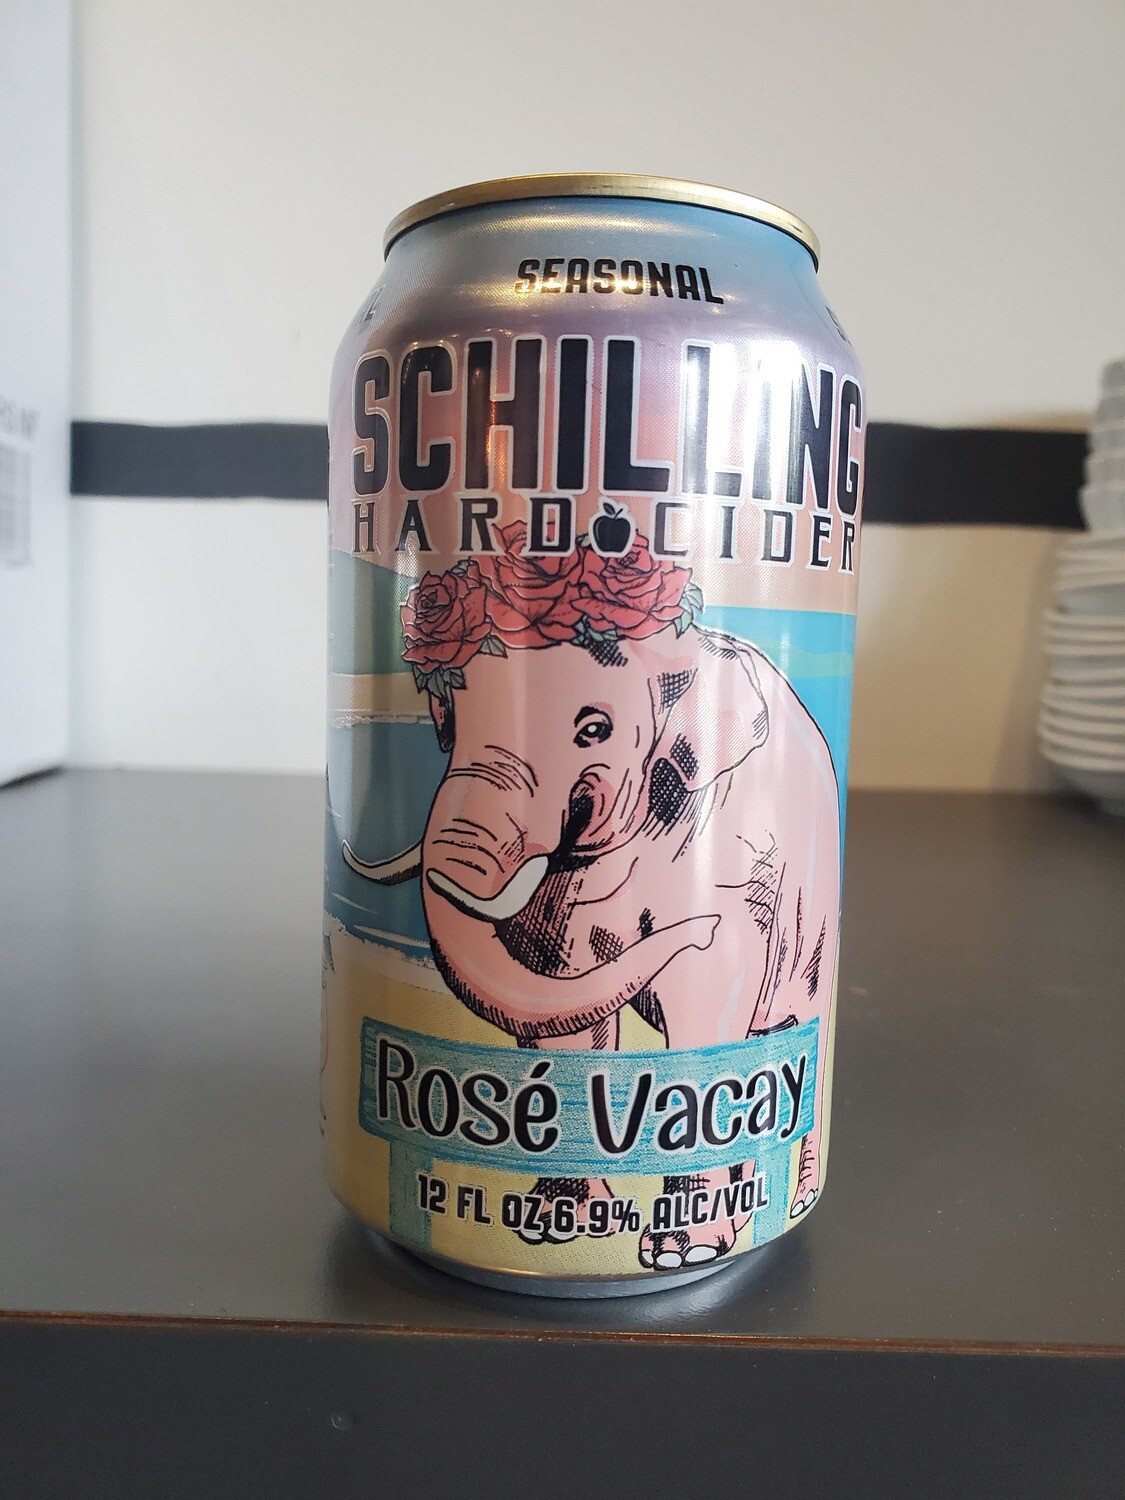 SEASONAL
SCHILLING
HARD CIDER
Rosé Vacay
12 FL OZ 6.9% ALC/VOL